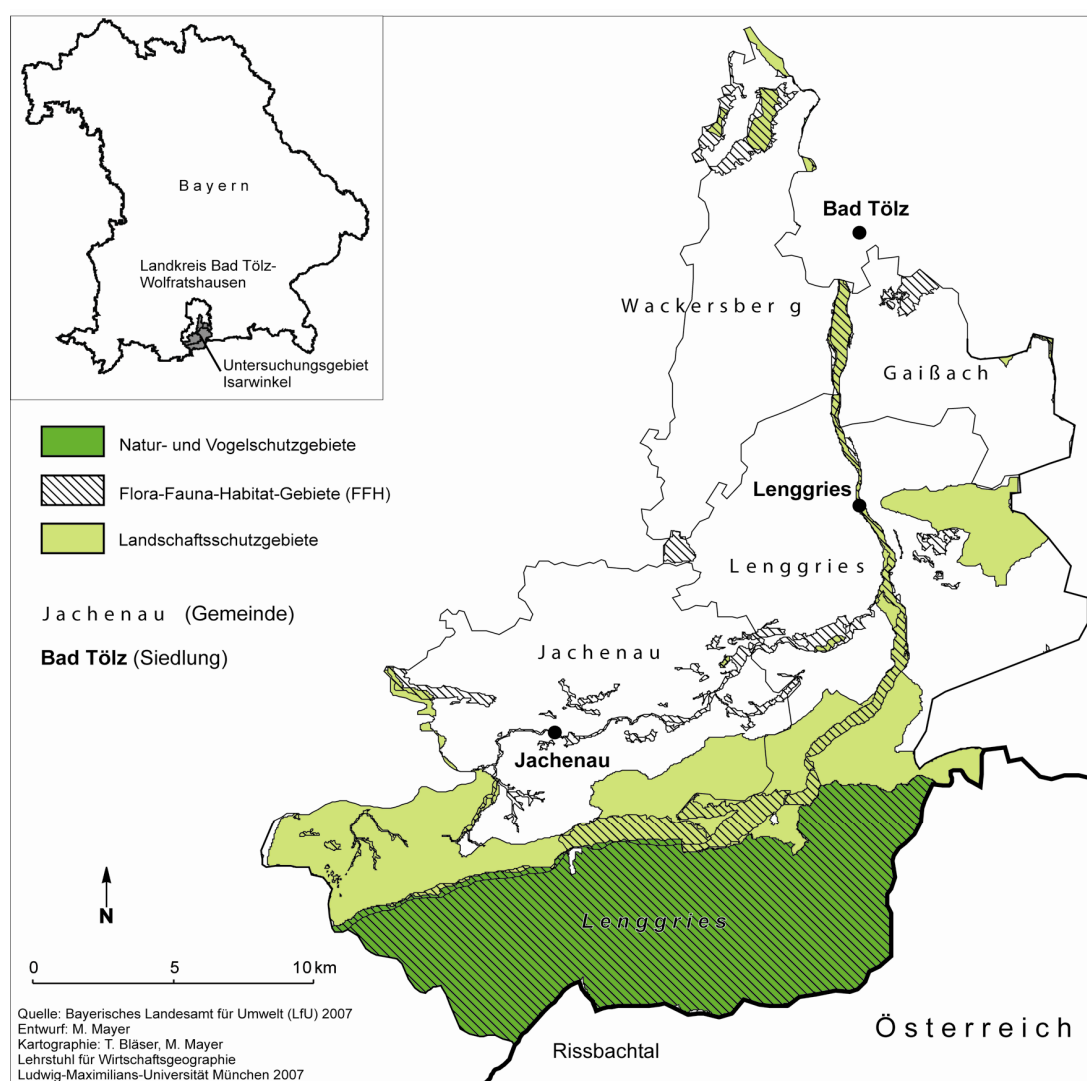 Bayern
Landkreis Bad Tölz-
Wolfratshausen
Untersuchungsgebiet
Isarwinkel
Natur- und Vogelschutzgebiete
Flora-Fauna-Habitat-Gebiete (FFH)
Landschaftsschutzgebiete
Jachenau (Gemeinde)
Bad Tölz (Siedlung)
Bad Tölz
Wackersber g
Gaißach
Lenggries
Lenggries
Jachenau
Jachenau
Lenggries
N
0 5 10 km
Quelle: Bayerisches Landesamt für Umwelt (LfU) 2007
Entwurf: M. Mayer
Kartographie: T. Bläser, M. Mayer
Lehrstuhl für Wirtschaftsgeographie
Ludwig-Maximilians-Universität München 2007
Rissbachtal
Österreich